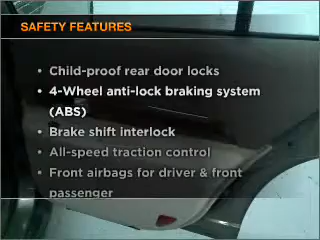 SAFETY FEATURES
• Child-proof rear door locks
• 4-Wheel anti-lock braking system
(ABS)
• Brake shift interlock
• All-speed traction control
• Front airbags for driver & front
passenger